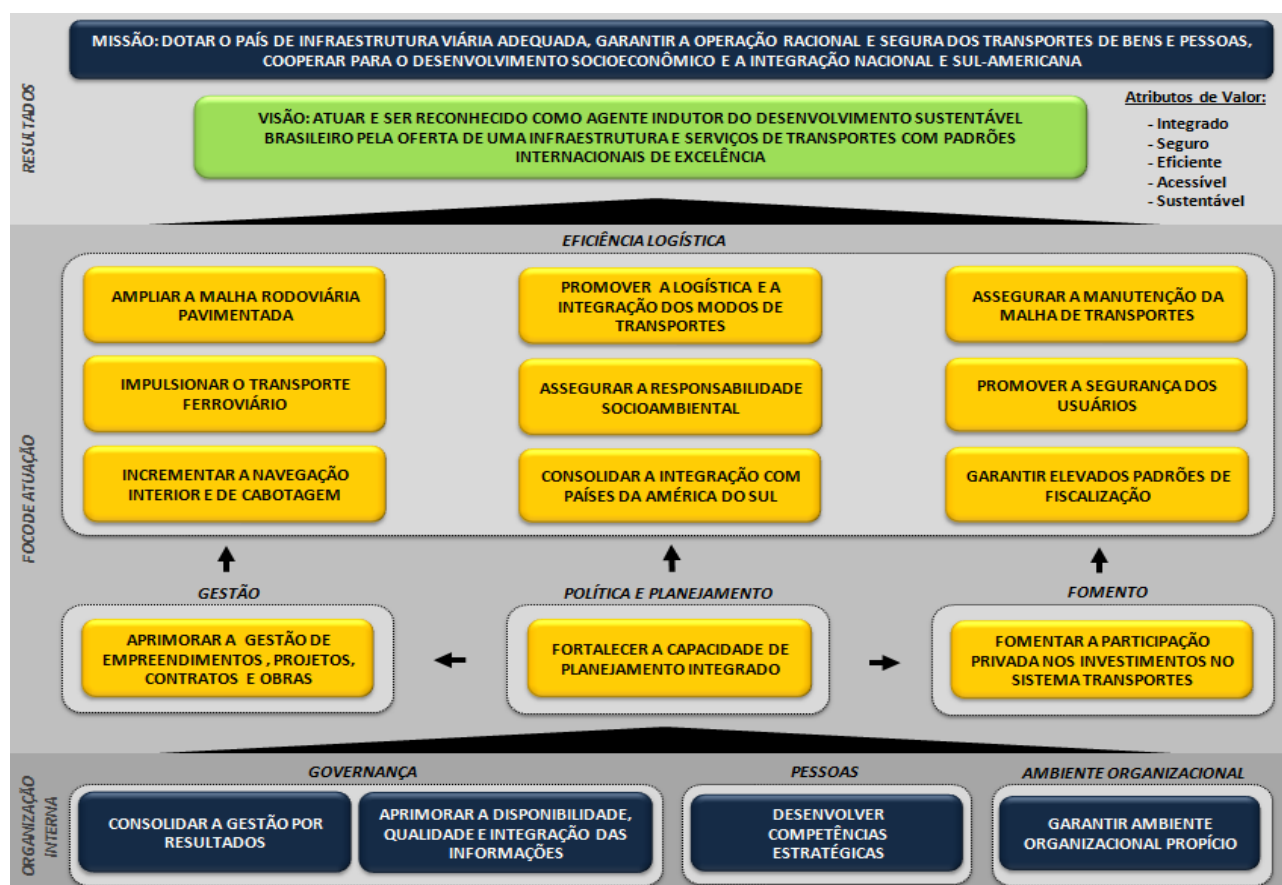 MISSÃO: DOTAR O PAÍS DE INFRAESTRUTURA VIÁRIA ADEQUADA, GARANTIR A OPERAÇÃO RACIONAL E SEGURA DOS TRANSPORTES DE BENS E PESSOAS,
COOPERAR PARA O DESENVOLVIMENTO SOCIOECONÔMICO E A INTEGRAÇÃO NACIONAL E SUL-AMERICANA
RESULTADOS
VISÃO: ATUAR E SER RECONHECIDO COMO AGENTE INDUTOR DO DESENVOLVIMENTO SUSTENTÁVEL
BRASILEIRO PELA OFERTA DE UMA INFRAESTRUTURA E SERVIÇOS DE TRANSPORTES COM PADRÕES
INTERNACIONAIS DE EXCELÊNCIA
Atributos de Valor:
- Integrado
- Seguro
- Eficiente
- Acessível
- Sustentável
FOCO DE ATUAÇÃO
EFICIÊNCIA LOGÍSTICA
AMPLIAR A MALHA RODOVIÁRIA
PAVIMENTADA
PROMOVER A LOGÍSTICA E A
INTEGRAÇÃO DOS MODOS DE
TRANSPORTES
ASSEGURAR A MANUTENÇÃO DA
MALHA DE TRANSPORTES
IMPULSIONAR O TRANSPORTE
FERROVIÁRIO
ASSEGURAR A RESPONSABILIDADE
SOCIOAMBIENTAL
PROMOVER A SEGURANÇA DOS
USUÁRIOS
INCREMENTAR A NAVEGAÇÃO
INTERIOR E DE CABOTAGEM
CONSOLIDAR A INTEGRAÇÃO COM
PAÍSES DA AMÉRICA DO SUL
GARANTIR ELEVADOS PADRÕES DE
FISCALIZAÇÃO
GESTÃO
APRIMORAR A GESTÃO DE
EMPREENDIMENTOS , PROJETOS,
CONTRATOS E OBRAS
POLÍTICA E PLANEJAMENTO
FORTALECER A CAPACIDADE DE
PLANEJAMENTO INTEGRADO
FOMENTO
FOMENTAR A PARTICIPAÇÃO
PRIVADA NOS INVESTIMENTOS NO
SISTEMA TRANSPORTES
ORGANIZAÇÃO
INTERNA
GOVERNANÇA
CONSOLIDAR A GESTÃO POR
RESULTADOS
APRIMORAR A DISPONIBILIDADE,
QUALIDADE E INTEGRAÇÃO DAS
INFORMAÇÕES
PESSOAS
DESENVOLVER
COMPETÊNCIAS
ESTRATÉGICAS
AMBIENTE ORGANIZACIONAL
GARANTIR AMBIENTE
ORGANIZACIONAL PROPÍCIO